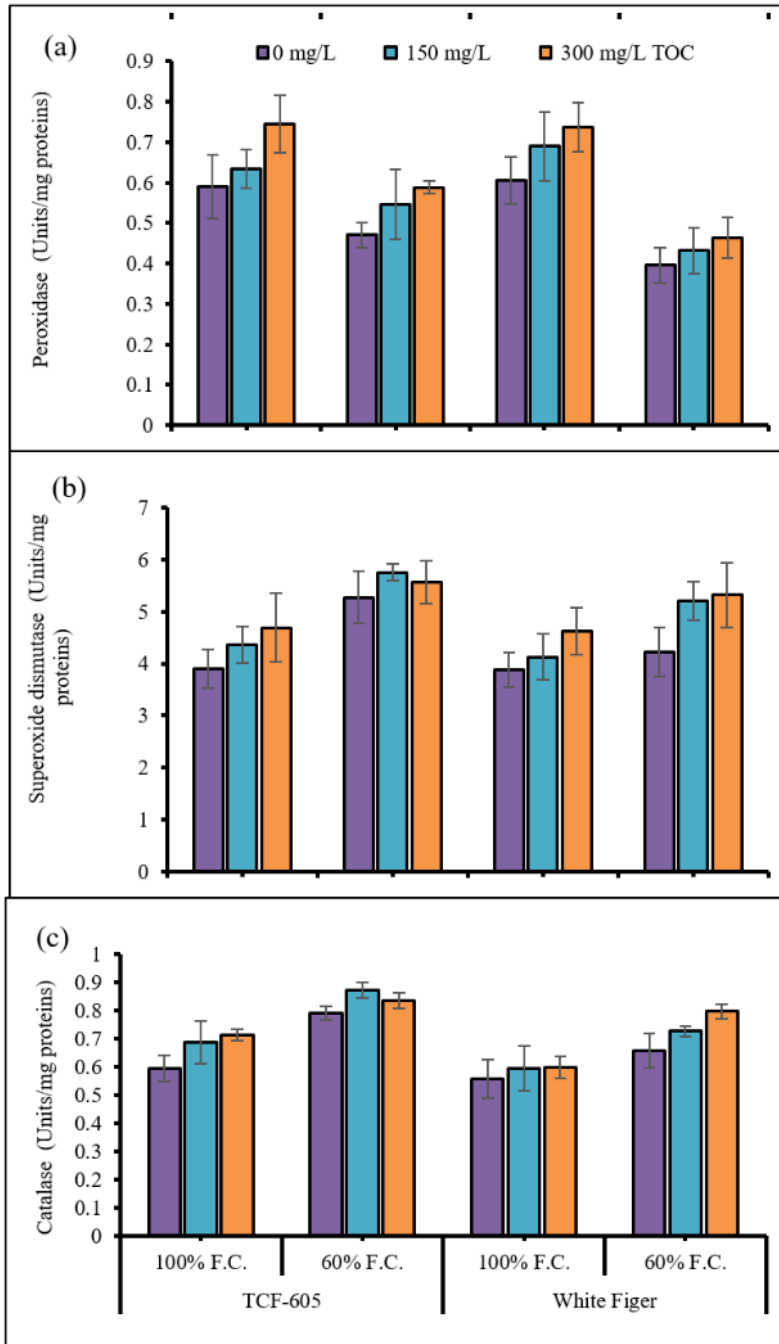 (a)
0 mg/L 150 mg/L 300 mg/L TOC
Peroxidase (Units/mg proteins)
0.9
0.8
0.7
0.6
0.5
0.4
0.3
0.2
0.1
0
(b)
Superoxide dismutase (Units/mg
proteins)
7
6
5
4
3
2
1
0
(c)
Catalase (Units/mg proteins)
1
0.9
0.8
0.7
0.6
0.5
0.4
0.3
0.2
0.1
0
100% F.C. 60% F.C. 100% F.C. 60% F.C.
TCF-605 White Figer